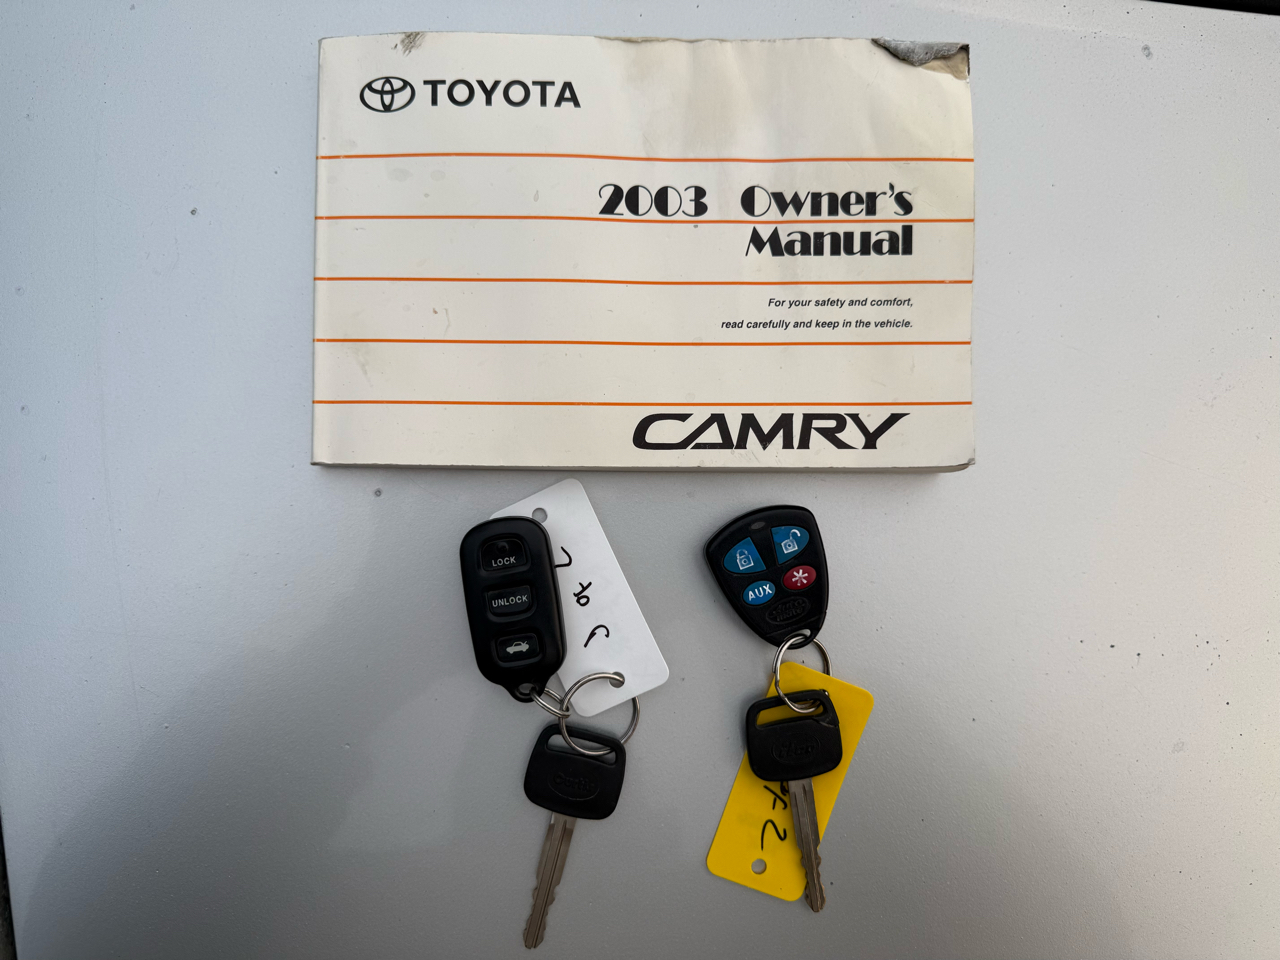 TOYOTA
2003 Owner's
Manual
For your safety and comfort,
read carefully and keep in the vehicle.
CAMRY
LOCK
UNLOCK
AUX